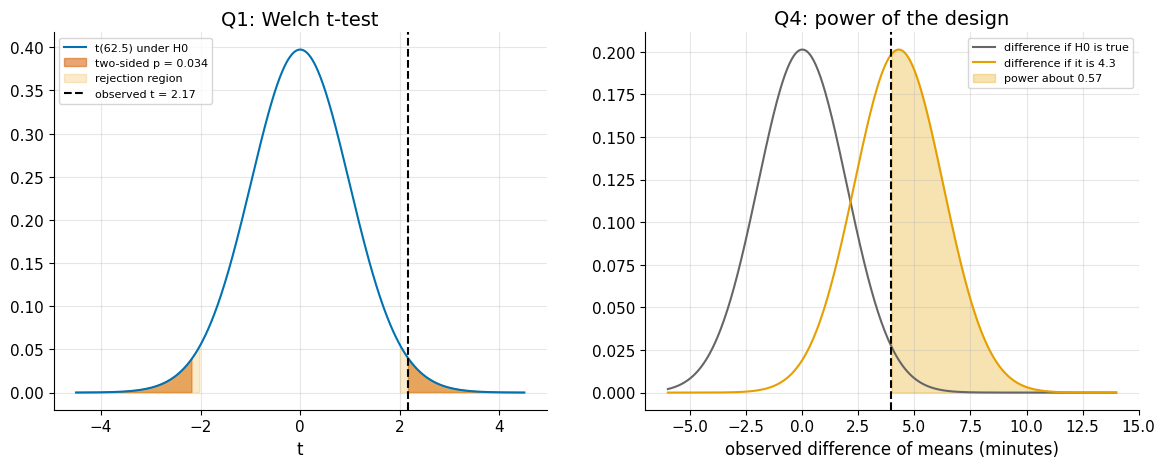 Q1: Welch t-test
t(62.5) under H0
two-sided p = 0.034
rejection region
observed t = 2.17
0.40
0.35
0.30
0.25
0.20
0.15
0.10
0.05
0.00
−4
−2
0
2
4
t
Q4: power of the design
difference if H0 is true
difference if it is 4.3
power about 0.57
0.200
0.175
0.150
0.125
0.100
0.075
0.050
0.025
0.000
−5.0
−2.5
0.0
2.5
5.0
7.5
10.0
12.5
15.0
observed difference of means (minutes)